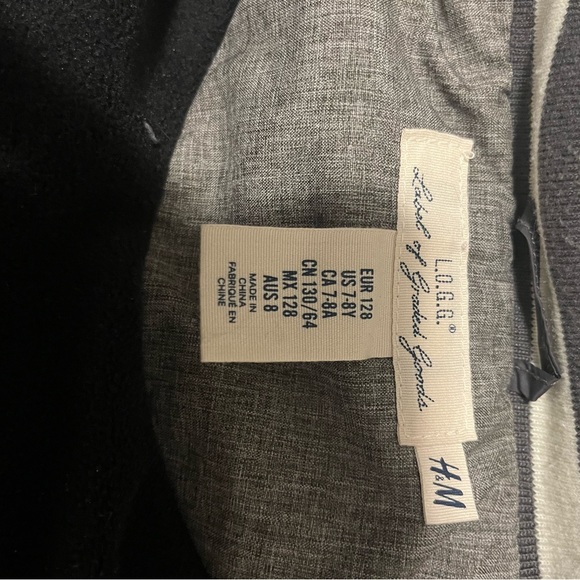 L.O.G.G.®
Label of Graded Goods
H&M
EUR 128
US 7-8Y
CA 7-8A
CN 130/64
MX 128
AUS 8
MADE IN
CHINA
FABRIQUÉ EN
CHINE